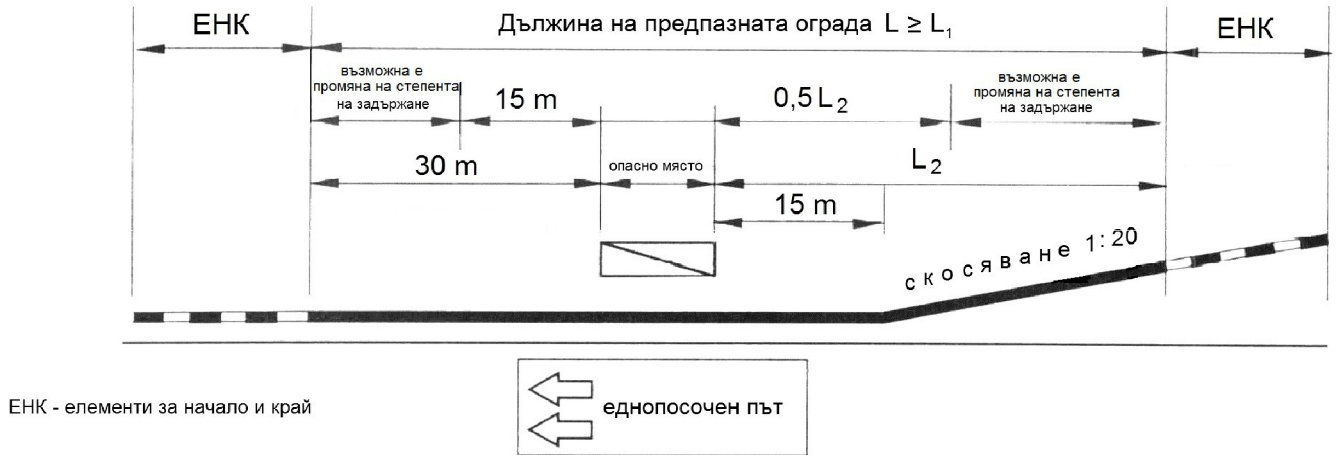 ЕНК
Дължина на предпазната ограда L ≥ L₁
ЕНК
възможна е
промяна на степента
на задържане
15 m
0,5 L₂
възможна е
промяна на степента
на задържане
30 m
опасно място
L₂
15 m
скосяване 1:20
ЕНК - елементи за начало и край
еднопосочен път